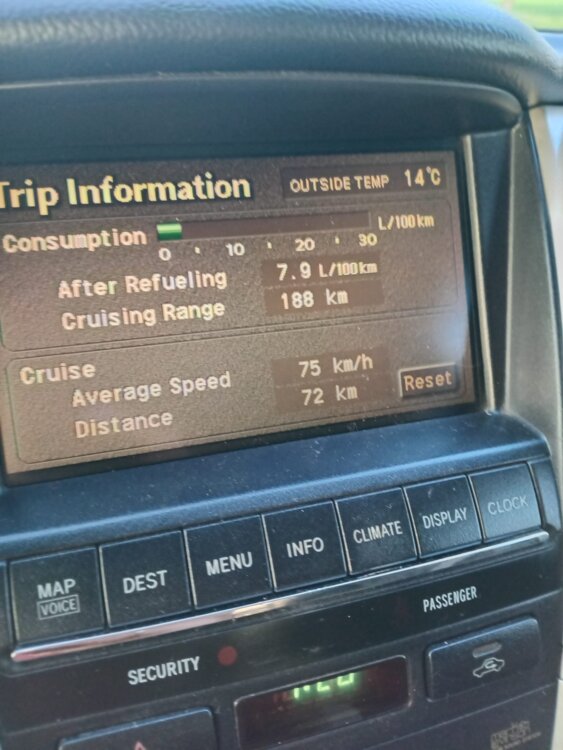 Trip Information OUTSIDE TEMP 14°C
Consumption L/100km
0 10 20 30
After Refueling 7.9 L/100km
Cruising Range 188 km
Cruise
Average Speed 75 km/h
Distance 72 km Reset
MAP VOICE DEST MENU INFO CLIMATE DISPLAY CLOCK
SECURITY PASSENGER